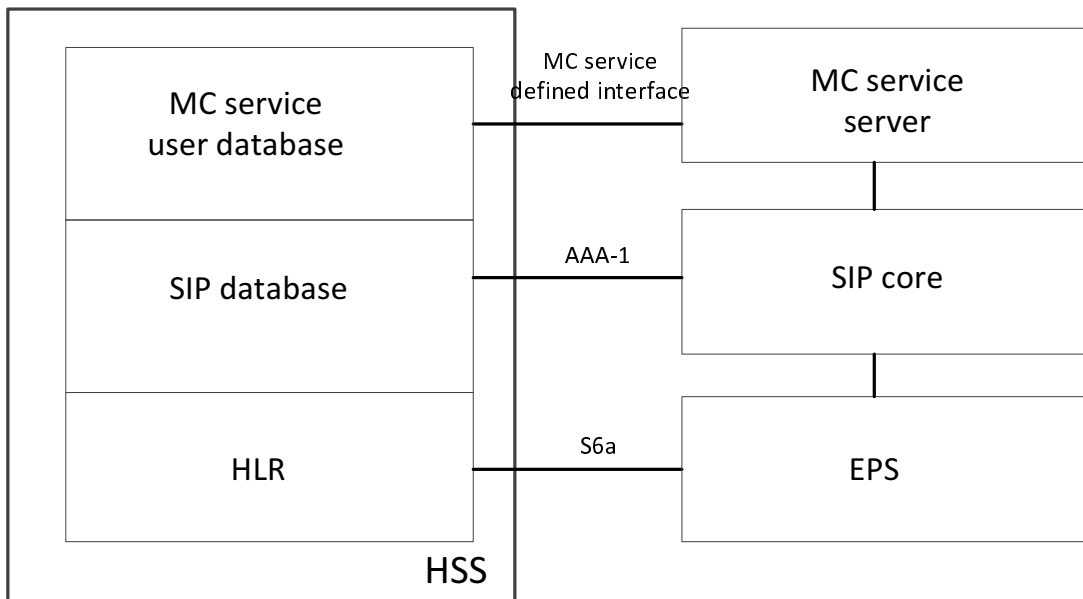 MC service
user database
MC service
defined interface
MC service
server
SIP database
AAA-1
SIP core
HLR
S6a
EPS
HSS